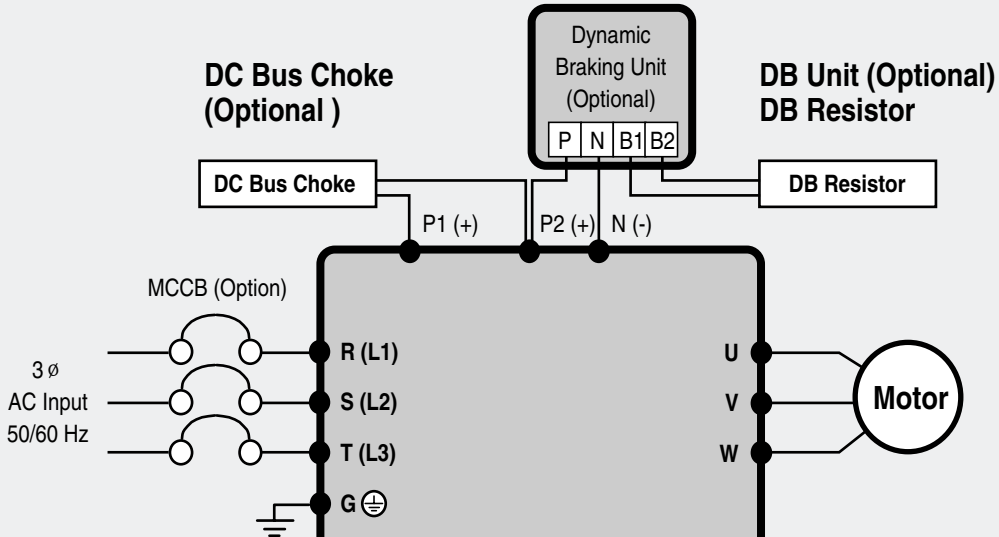 Dynamic
Braking Unit
(Optional)
P N B1 B2
DC Bus Choke
(Optional )
DB Unit (Optional)
DB Resistor
DC Bus Choke
DB Resistor
P1 (+)
P2 (+)
N (-)
MCCB (Option)
3 ø
AC Input
50/60 Hz
R (L1)
S (L2)
T (L3)
G
U
V
W
Motor